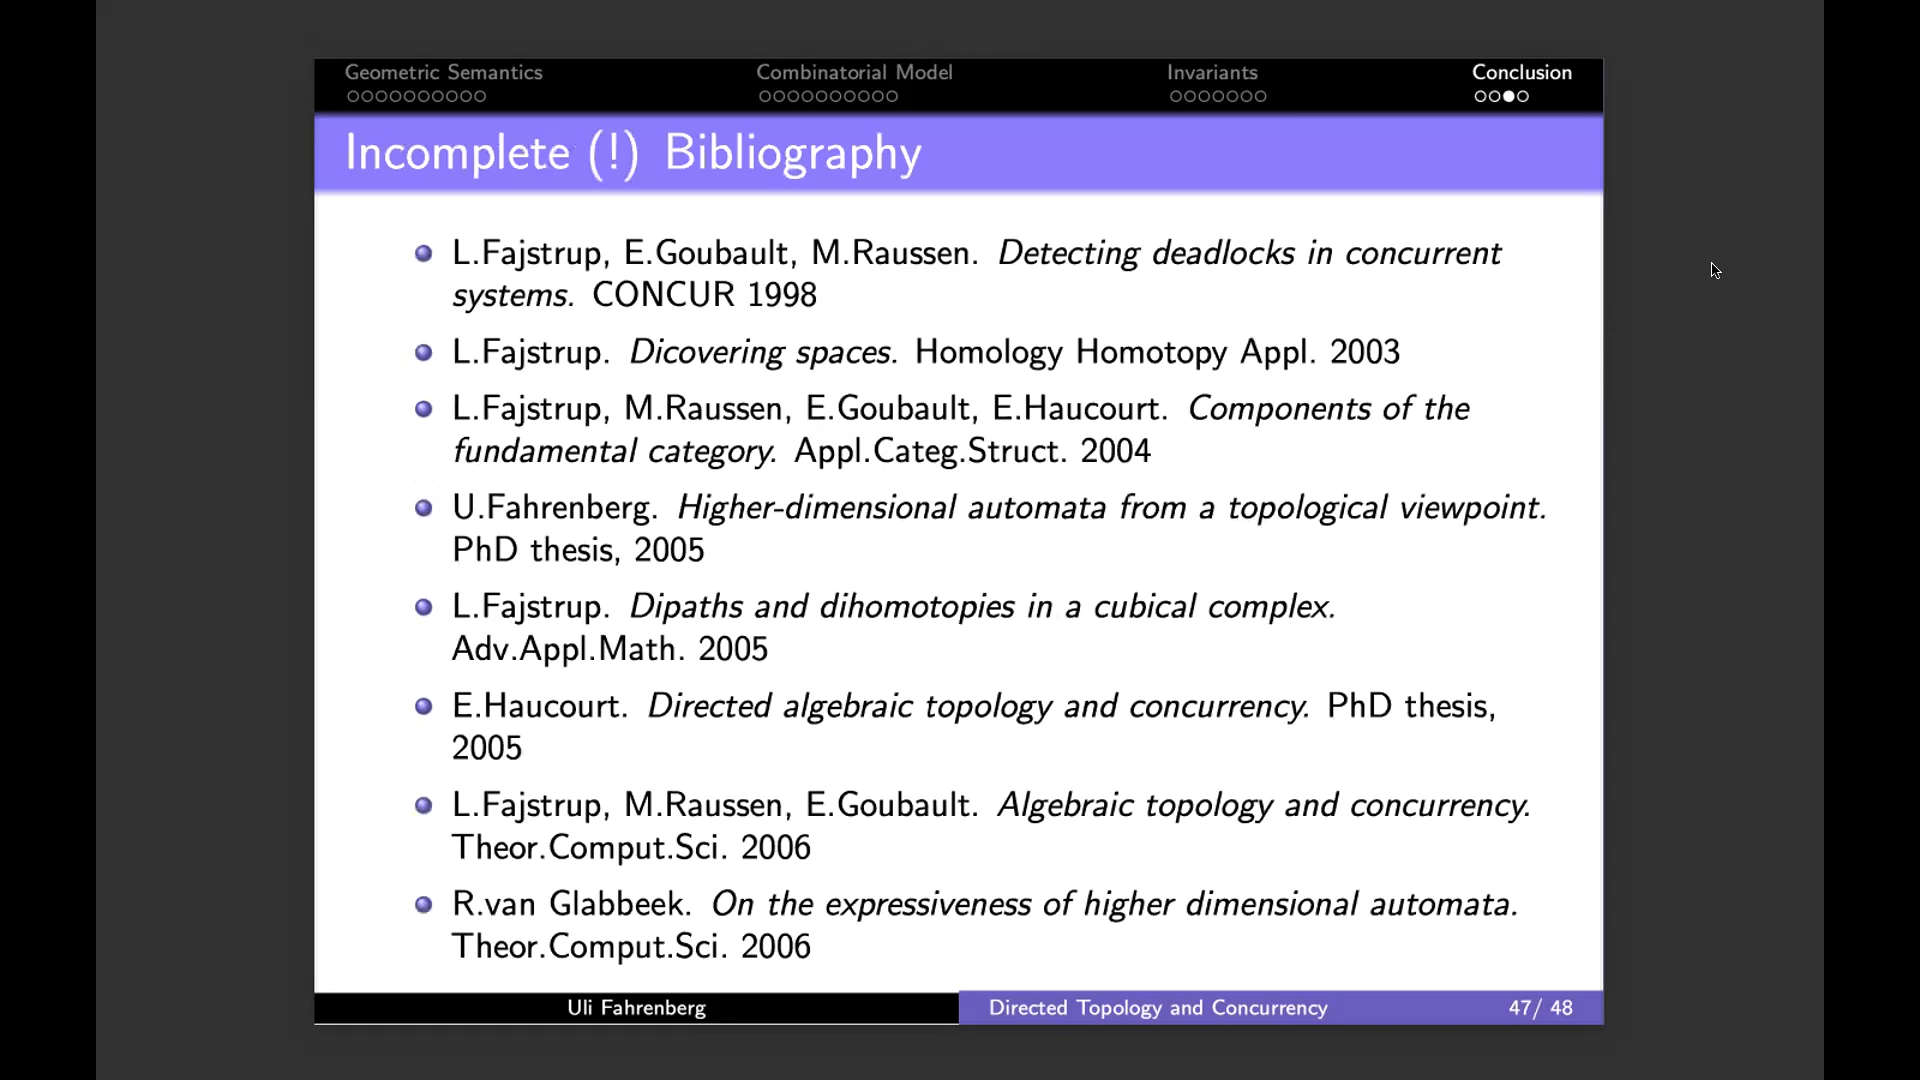 Geometric Semantics Combinatorial Model Invariants Conclusion
Incomplete (!) Bibliography
L.Fajstrup, E.Goubault, M.Raussen. Detecting deadlocks in concurrent
systems. CONCUR 1998
L.Fajstrup. Dicovering spaces. Homology Homotopy Appl. 2003
L.Fajstrup, M.Raussen, E.Goubault, E.Haucourt. Components of the
fundamental category. Appl.Categ.Struct. 2004
U.Fahrenberg. Higher-dimensional automata from a topological viewpoint.
PhD thesis, 2005
L.Fajstrup. Dipaths and dihomotopies in a cubical complex.
Adv.Appl.Math. 2005
E.Haucourt. Directed algebraic topology and concurrency. PhD thesis,
2005
L.Fajstrup, M.Raussen, E.Goubault. Algebraic topology and concurrency.
Theor.Comput.Sci. 2006
R.van Glabbeek. On the expressiveness of higher dimensional automata.
Theor.Comput.Sci. 2006
Uli Fahrenberg Directed Topology and Concurrency 47/ 48